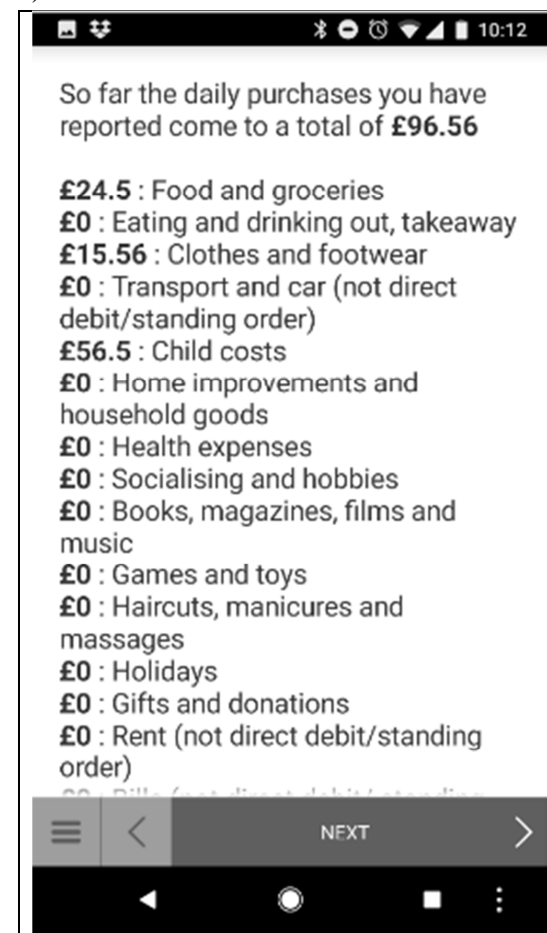 10:12
So far the daily purchases you have
reported come to a total of £96.56
£24.5 : Food and groceries
£0 : Eating and drinking out, takeaway
£15.56 : Clothes and footwear
£0 : Transport and car (not direct
debit/standing order)
£56.5 : Child costs
£0 : Home improvements and
household goods
£0 : Health expenses
£0 : Socialising and hobbies
£0 : Books, magazines, films and
music
£0 : Games and toys
£0 : Haircuts, manicures and
massages
£0 : Holidays
£0 : Gifts and donations
£0 : Rent (not direct debit/standing
order)
NEXT